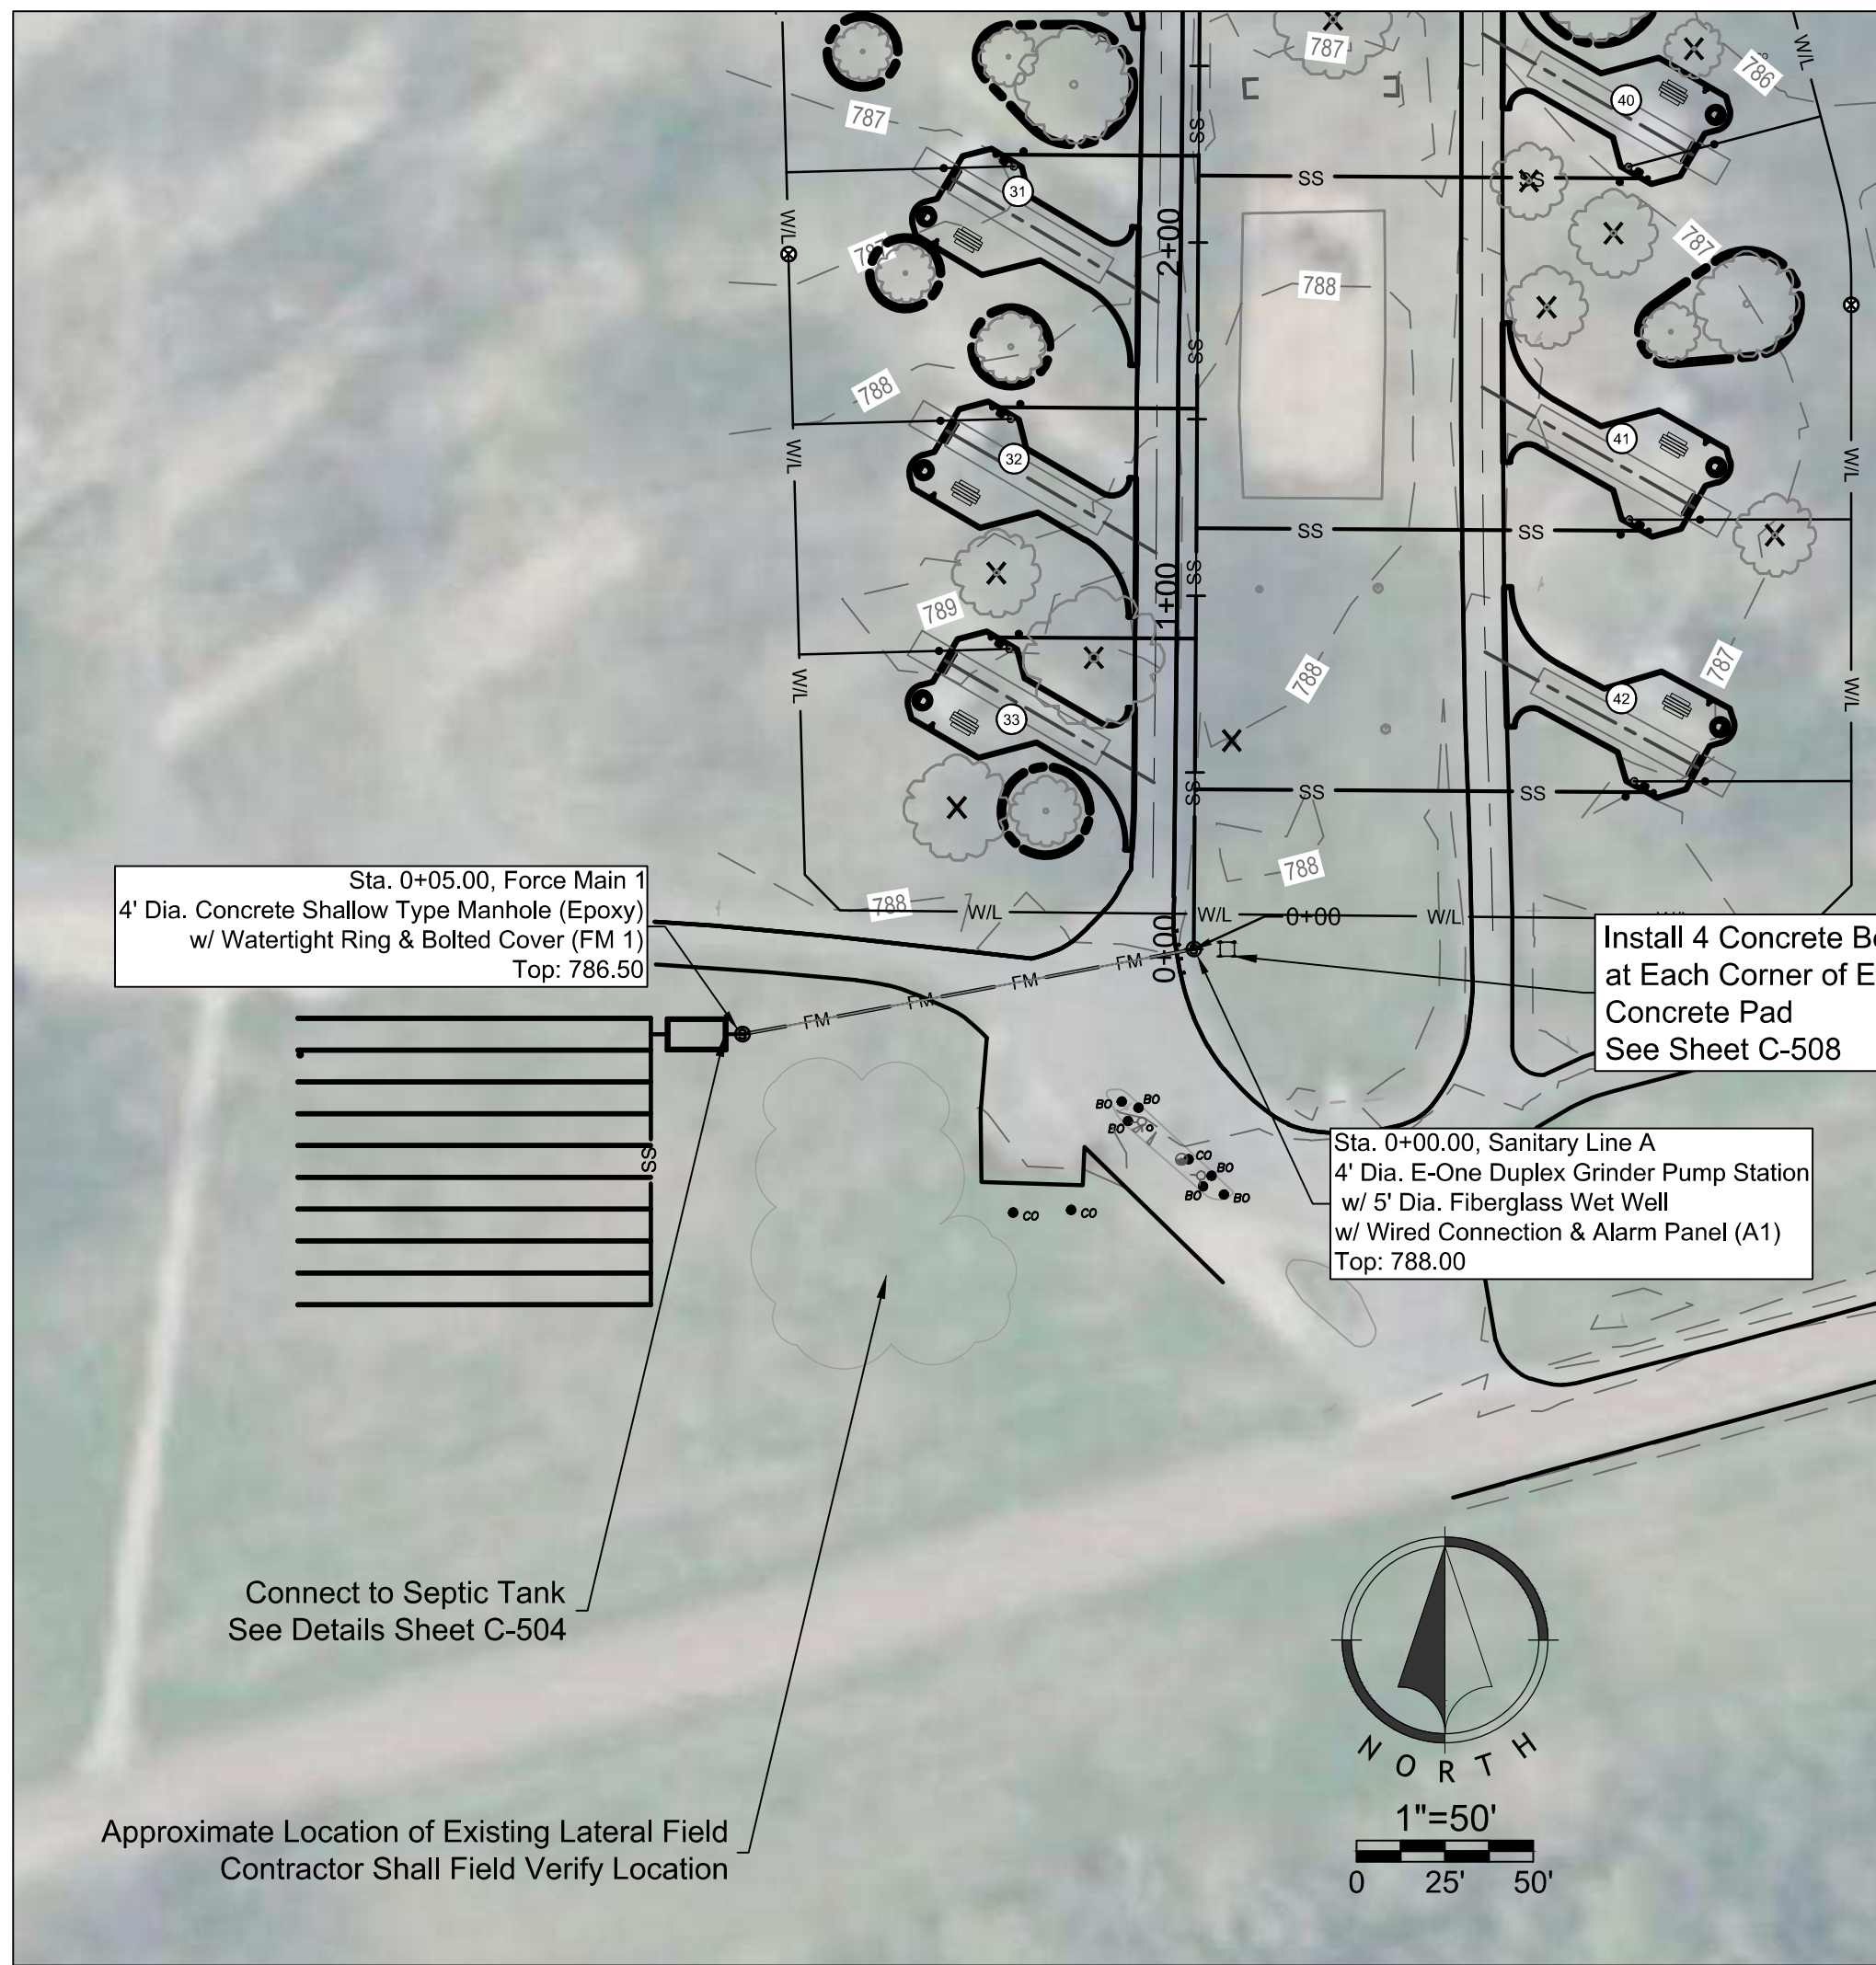 787
786
W/L
787
40
SS
31
SS
SS
W/L
2+00
787
788
788
SS
41
32
W/L
W/L
SS
SS
SS
1+00
789
788
787
33
42
W/L
W/L
SS
SS
SS
788
788
W/L
W/L
0+00
W/L
Sta. 0+05.00, Force Main 1
4' Dia. Concrete Shallow Type Manhole (Epoxy)
w/ Watertight Ring & Bolted Cover (FM 1)
Top: 786.50
0+00
FM
FM
FM
FM
Install 4 Concrete
at Each Corner of
Concrete Pad
See Sheet C-508
BO
BO
BO
CO
BO
BO
BO
CO
CO
SS
Sta. 0+00.00, Sanitary Line A
4' Dia. E-One Duplex Grinder Pump Station
w/ 5' Dia. Fiberglass Wet Well
w/ Wired Connection & Alarm Panel (A1)
Top: 788.00
Connect to Septic Tank
See Details Sheet C-504
NORTH
1"=50'
0 25' 50'
Approximate Location of Existing Lateral Field
Contractor Shall Field Verify Location